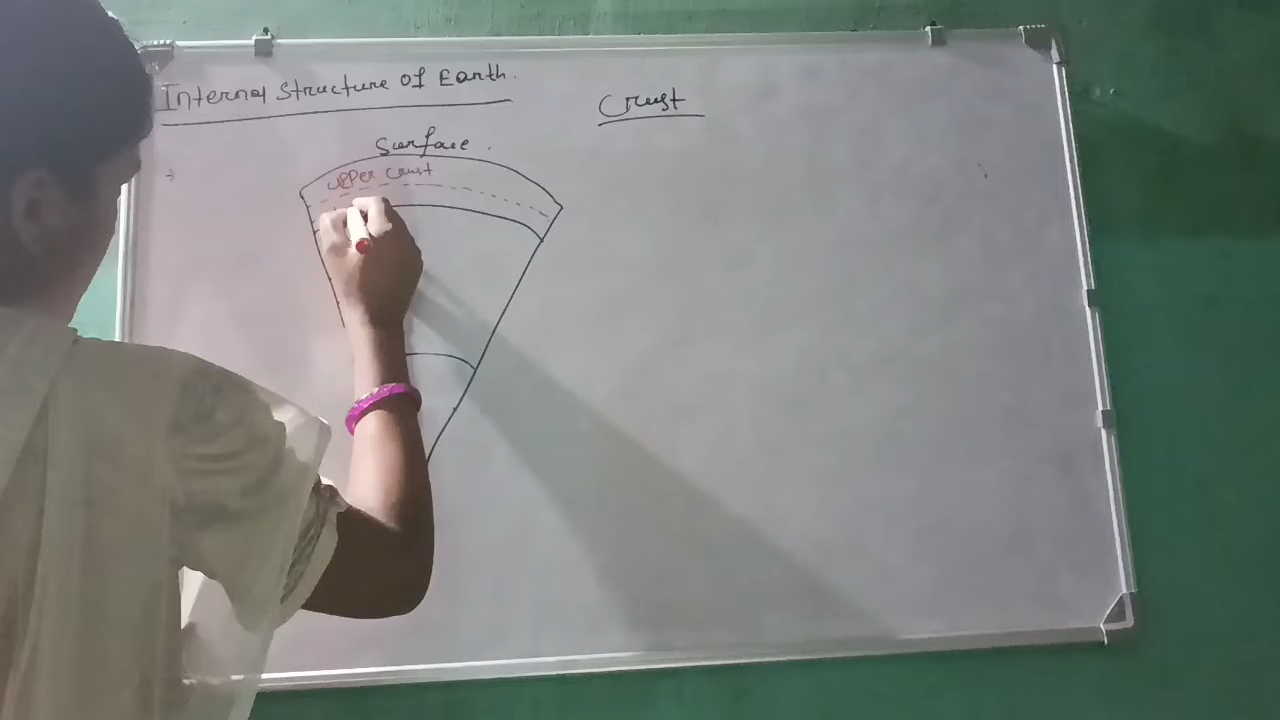 Internal Structure Of Earth.
Crust
Surface.
upper crust